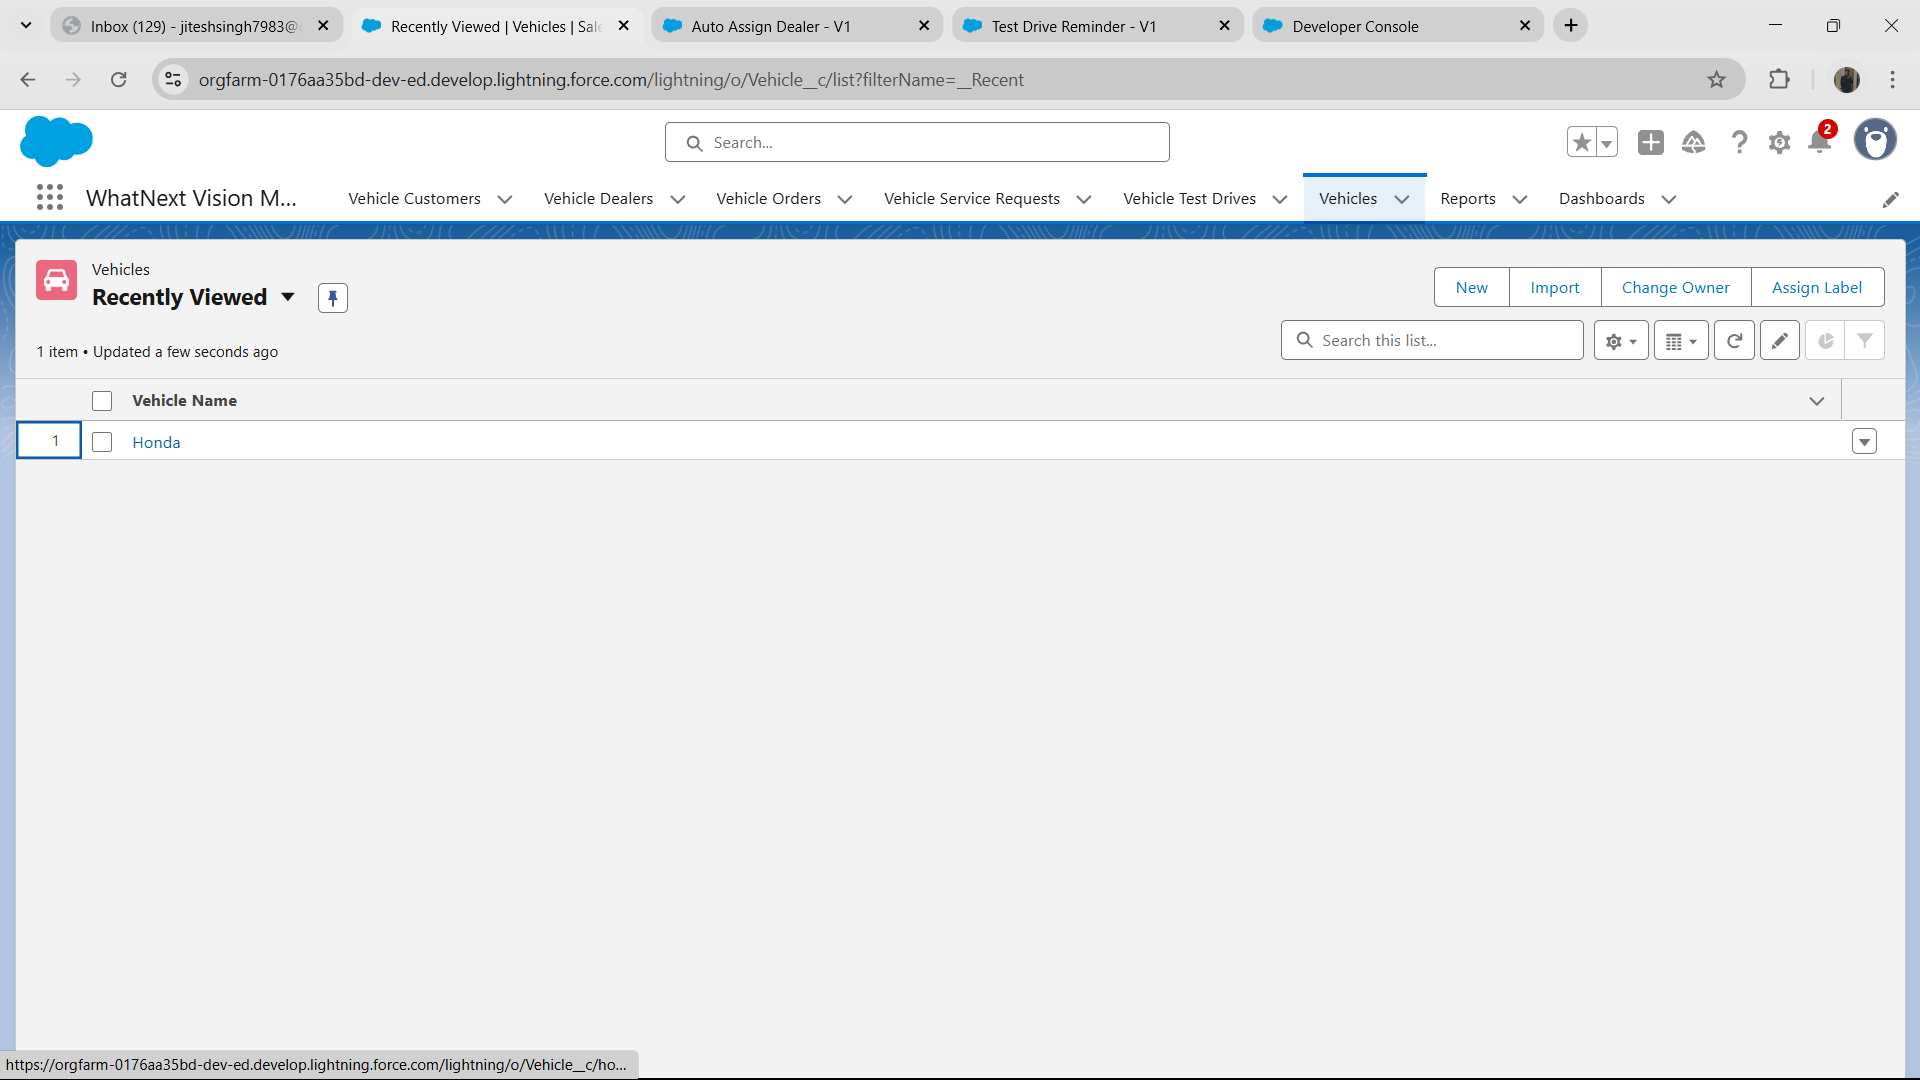 Inbox (129) - jiteshsingh7983@g
Recently Viewed | Vehicles | Sale
Auto Assign Dealer - V1
Test Drive Reminder - V1
Developer Console
orgfarm-0176aa35bd-dev-ed.develop.lightning.force.com/lightning/o/Vehicle__c/list?filterName=__Recent
Search...
2
WhatNext Vision M...
Vehicle Customers
Vehicle Dealers
Vehicle Orders
Vehicle Service Requests
Vehicle Test Drives
Vehicles
Reports
Dashboards
Vehicles
Recently Viewed
New
Import
Change Owner
Assign Label
1 item • Updated a few seconds ago
Search this list...
Vehicle Name
1
Honda
https://orgfarm-0176aa35bd-dev-ed.develop.lightning.force.com/lightning/o/Vehicle__c/ho...